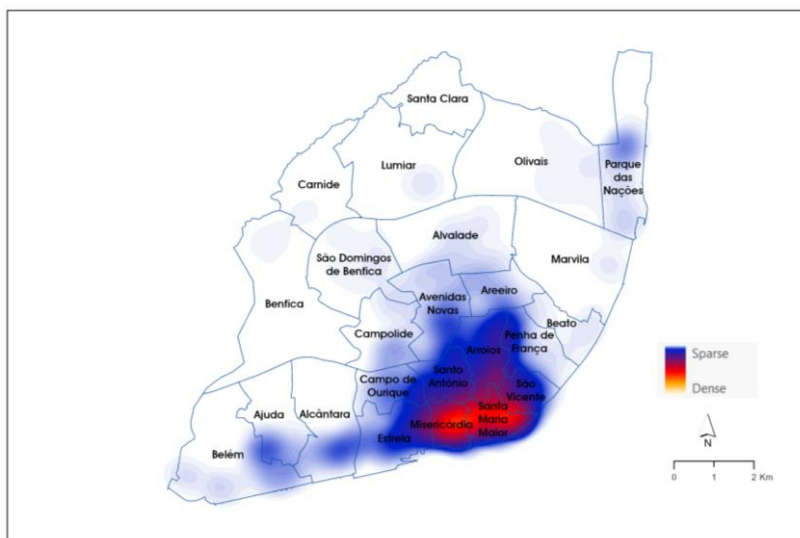 Santa Clara
Lumiar
Olivais
Parque
das
Nações
Carnide
Alvalade
São Domingos
de Benfica
Marvila
Benfica
Avenidas
Novas
Areeiro
Campolide
Beato
Penha de
França
Arroios
Santo
António
Campo de
Ourique
São
Vicente
Ajuda
Alcântara
Misericórdia
Santa
Maria
Maior
Estrela
Belém
Sparse
Dense
N
0 1 2 Km